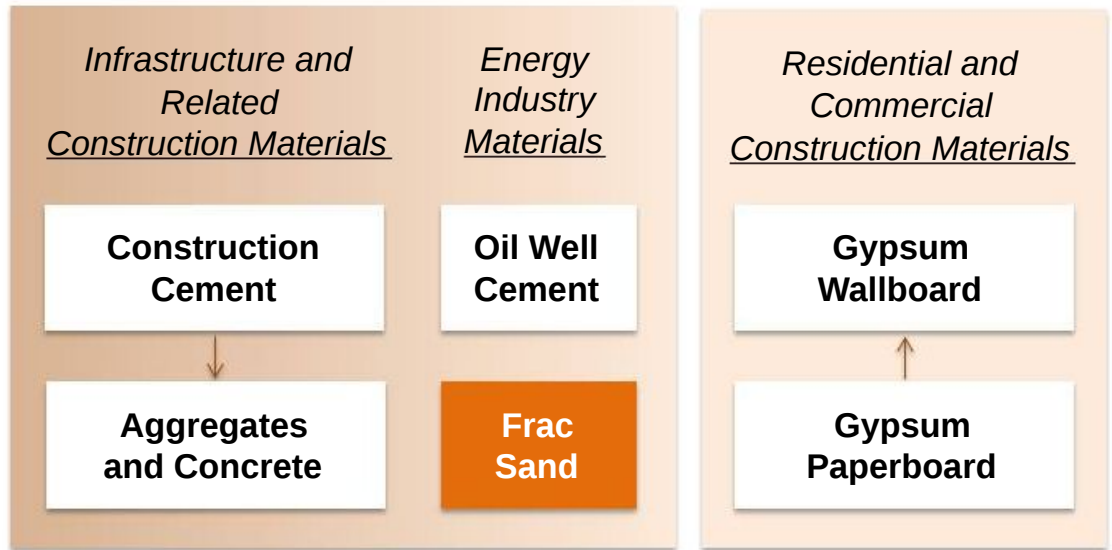 Infrastructure and
Related
Construction Materials
Construction
Cement
Aggregates
and Concrete
Energy
Industry
Materials
Oil Well
Cement
Frac
Sand
Residential and
Commercial
Construction Materials
Gypsum
Wallboard
Gypsum
Paperboard